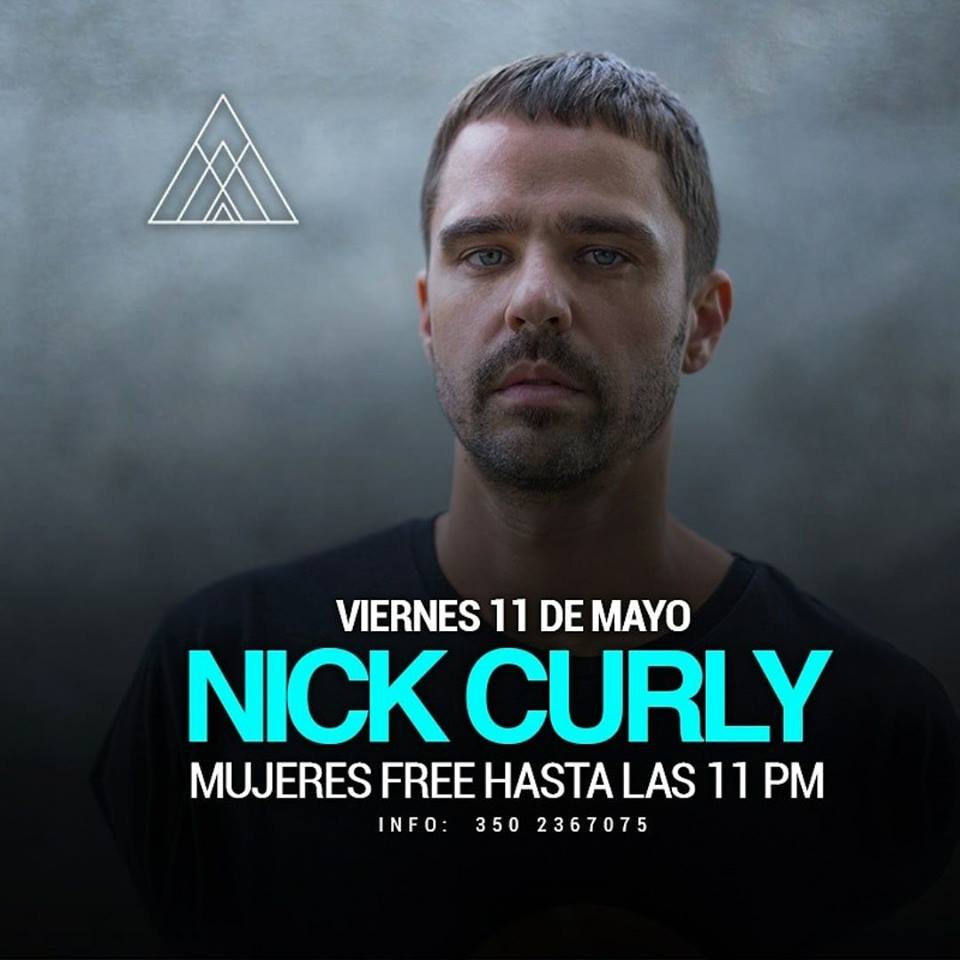 VIERNES 11 DE MAYO
NICK CURLY
MUJERES FREE HASTA LAS 11 PM
INFO: 350 2367075